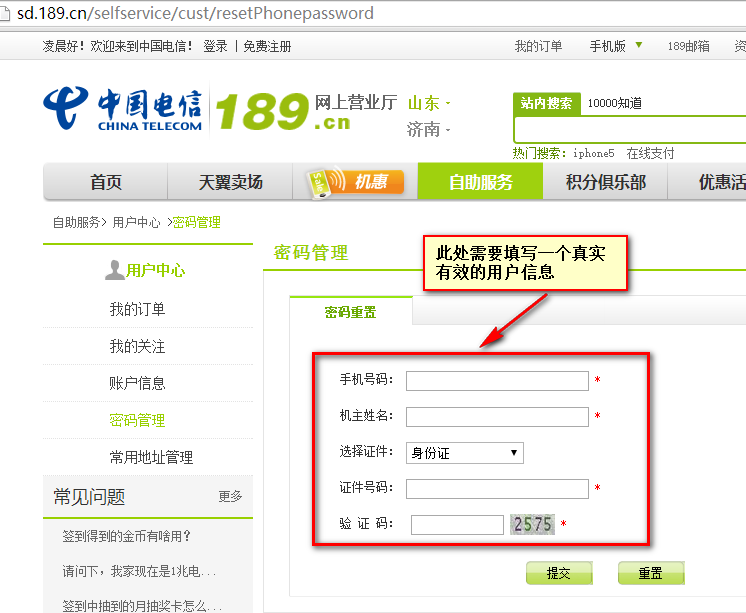 sd.189.cn/selfservice/cust/resetPhonepassword
凌晨好！欢迎来到中国电信！ 登录 | 免费注册
我的订单 手机版 189邮箱
中国电信 CHINA TELECOM 189.cn 网上营业厅 山东
济南
站内搜索 10000知道
热门搜索：iphone5 在线支付
首页 天翼卖场 Sale 机惠 自助服务 积分俱乐部 优惠活
自助服务> 用户中心 >密码管理
用户中心
我的订单
我的关注
账户信息
密码管理
常用地址管理
常见问题 更多
签到得到的金币有啥用？
请问下，我家现在是1兆电...
签到中抽到的月抽奖卡怎么...
密码管理
此处需要填写一个真实
有效的用户信息
密码重置
手机号码： *
机主姓名： *
选择证件： 身份证
证件号码： *
验 证 码： 2575 *
提交 重置